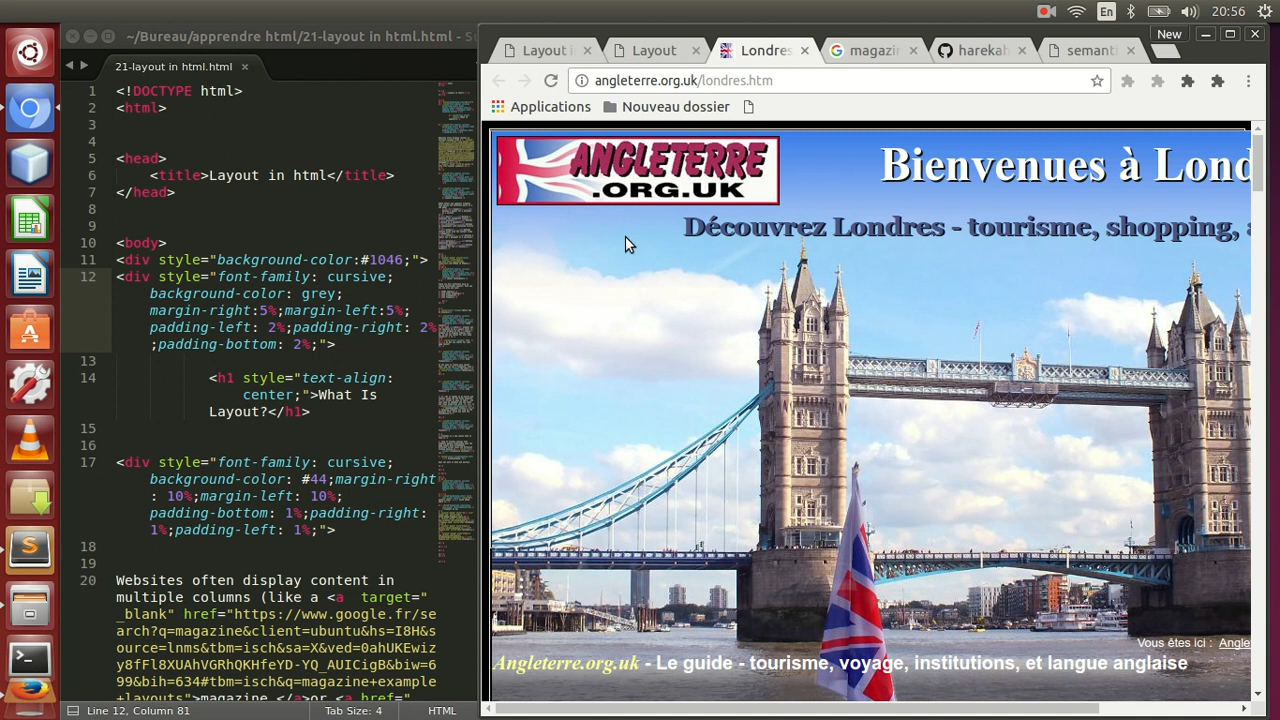 En
20:56
~/Bureau/apprendre html/21-layout in html.html - S
21-layout in html.html
1 <!DOCTYPE html>
2 <html>
3
4
5 <head>
6 <title>Layout in html</title>
7 </head>
8
9
10 <body>
11 <div style="background-color:#1046;">
12 <div style="font-family: cursive;
background-color: grey;
margin-right:5%;margin-left:5%;
padding-left: 2%;padding-right: 2%
;padding-bottom: 2%;">
13
14 <h1 style="text-align:
center;">What Is
Layout?</h1>
15
16
17 <div style="font-family: cursive;
background-color: #44;margin-right
: 10%;margin-left: 10%;
padding-bottom: 1%;padding-right:
1%;padding-left: 1%;">
18
19
20 Websites often display content in
multiple columns (like a <a target="
_blank" href="https://www.google.fr/se
arch?q=magazine&client=ubuntu&hs=I8H&s
ource=lnms&tbm=isch&sa=X&ved=0ahUKEwiz
y8fFl8XUAhVGRhQKHfeYD-YQ_AUICigB&biw=6
99&bih=634#tbm=isch&q=magazine+example
+layouts">magazine </a>or <a href="
Line 12, Column 81
Tab Size: 4
HTML
New
Layout i
Layout
Londres
magazin
harekah
semanti
angleterre.org.uk/londres.htm
Applications
Nouveau dossier
ANGLETERRE
.ORG.UK
Bienvenues à Lond
Découvrez Londres - tourisme, shopping,
Vous êtes ici : Angle
Angleterre.org.uk - Le guide - tourisme, voyage, institutions, et langue anglaise